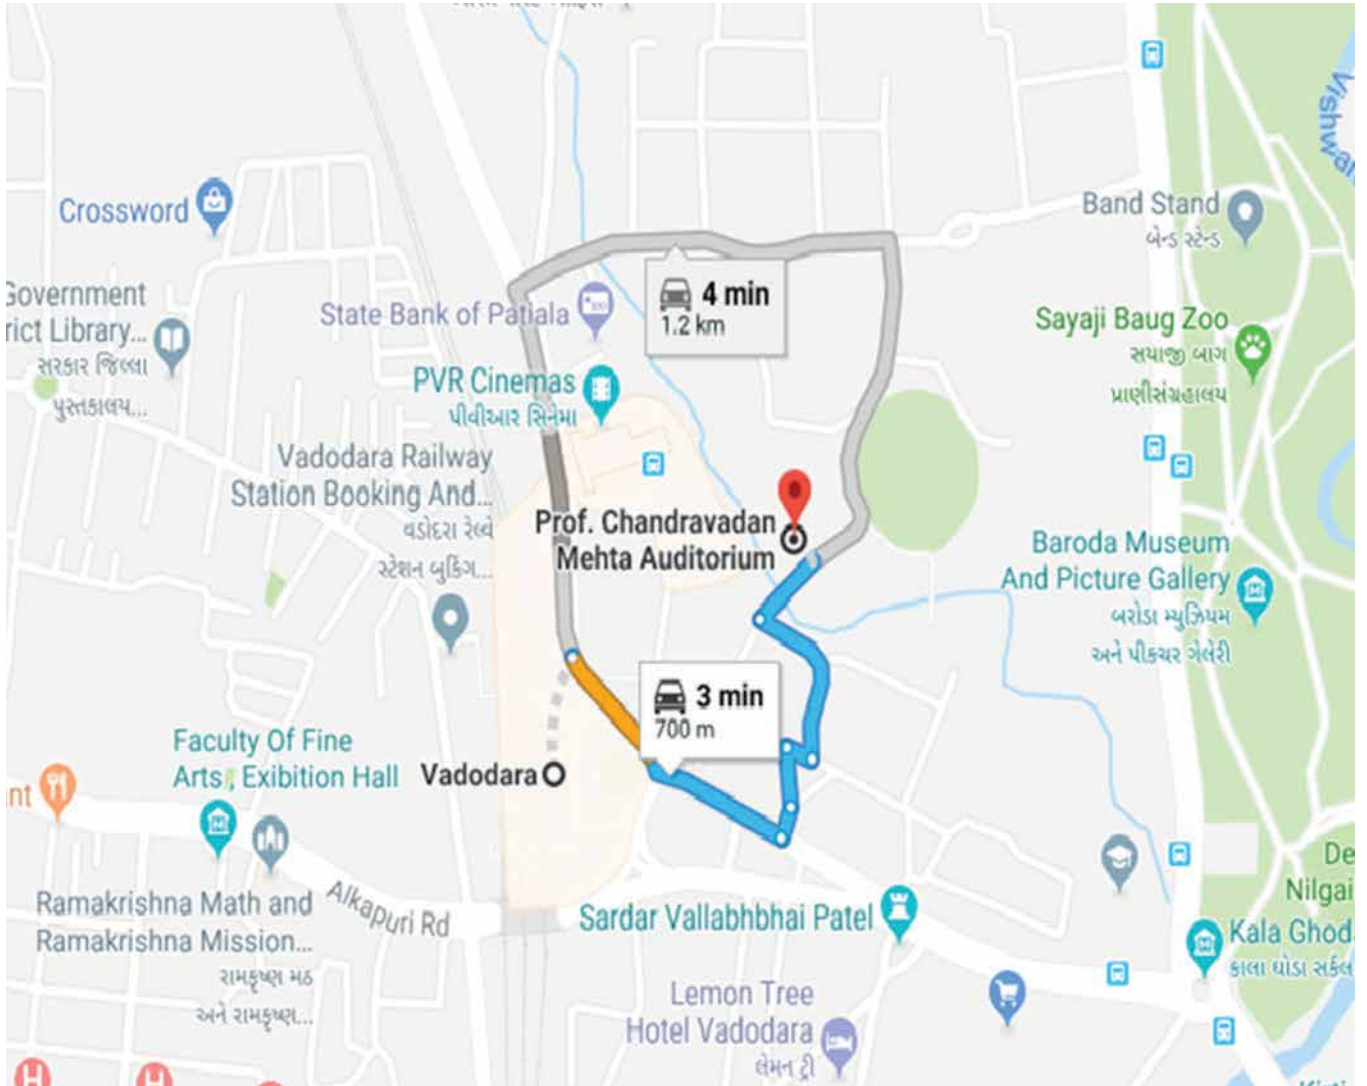 Vishwa
Crossword
Band Stand
બેન્ડ સ્ટેન્ડ
Government
rict Library...
સરકાર જિલ્લા
પુસ્તકાલય...
State Bank of Patiala
4 min
1.2 km
Sayaji Baug Zoo
સયાજી બાગ
પ્રાણીસંગ્રહાલય
PVR Cinemas
પીવીઆર સિનેમા
Vadodara Railway
Station Booking And...
વડોદરા રેલ્વે
સ્ટેશન બુકિંગ...
Prof. Chandravadan
Mehta Auditorium
Baroda Museum
And Picture Gallery
બરોડા મ્યુઝિયમ
અને પીક્ચર ગેલેરી
3 min
700 m
Faculty Of Fine
Arts, Exibition Hall
Vadodara
nt
Alkapuri Rd
Ramakrishna Math and
Ramakrishna Mission...
રામકૃષ્ણ મઠ
અને રામકૃષ્ણ...
De
Nilgai
Sardar Vallabhbhai Patel
Kala Ghod
કાલા ઘોડા સર્કલ
Lemon Tree
Hotel Vadodara
લેમન ટ્રી